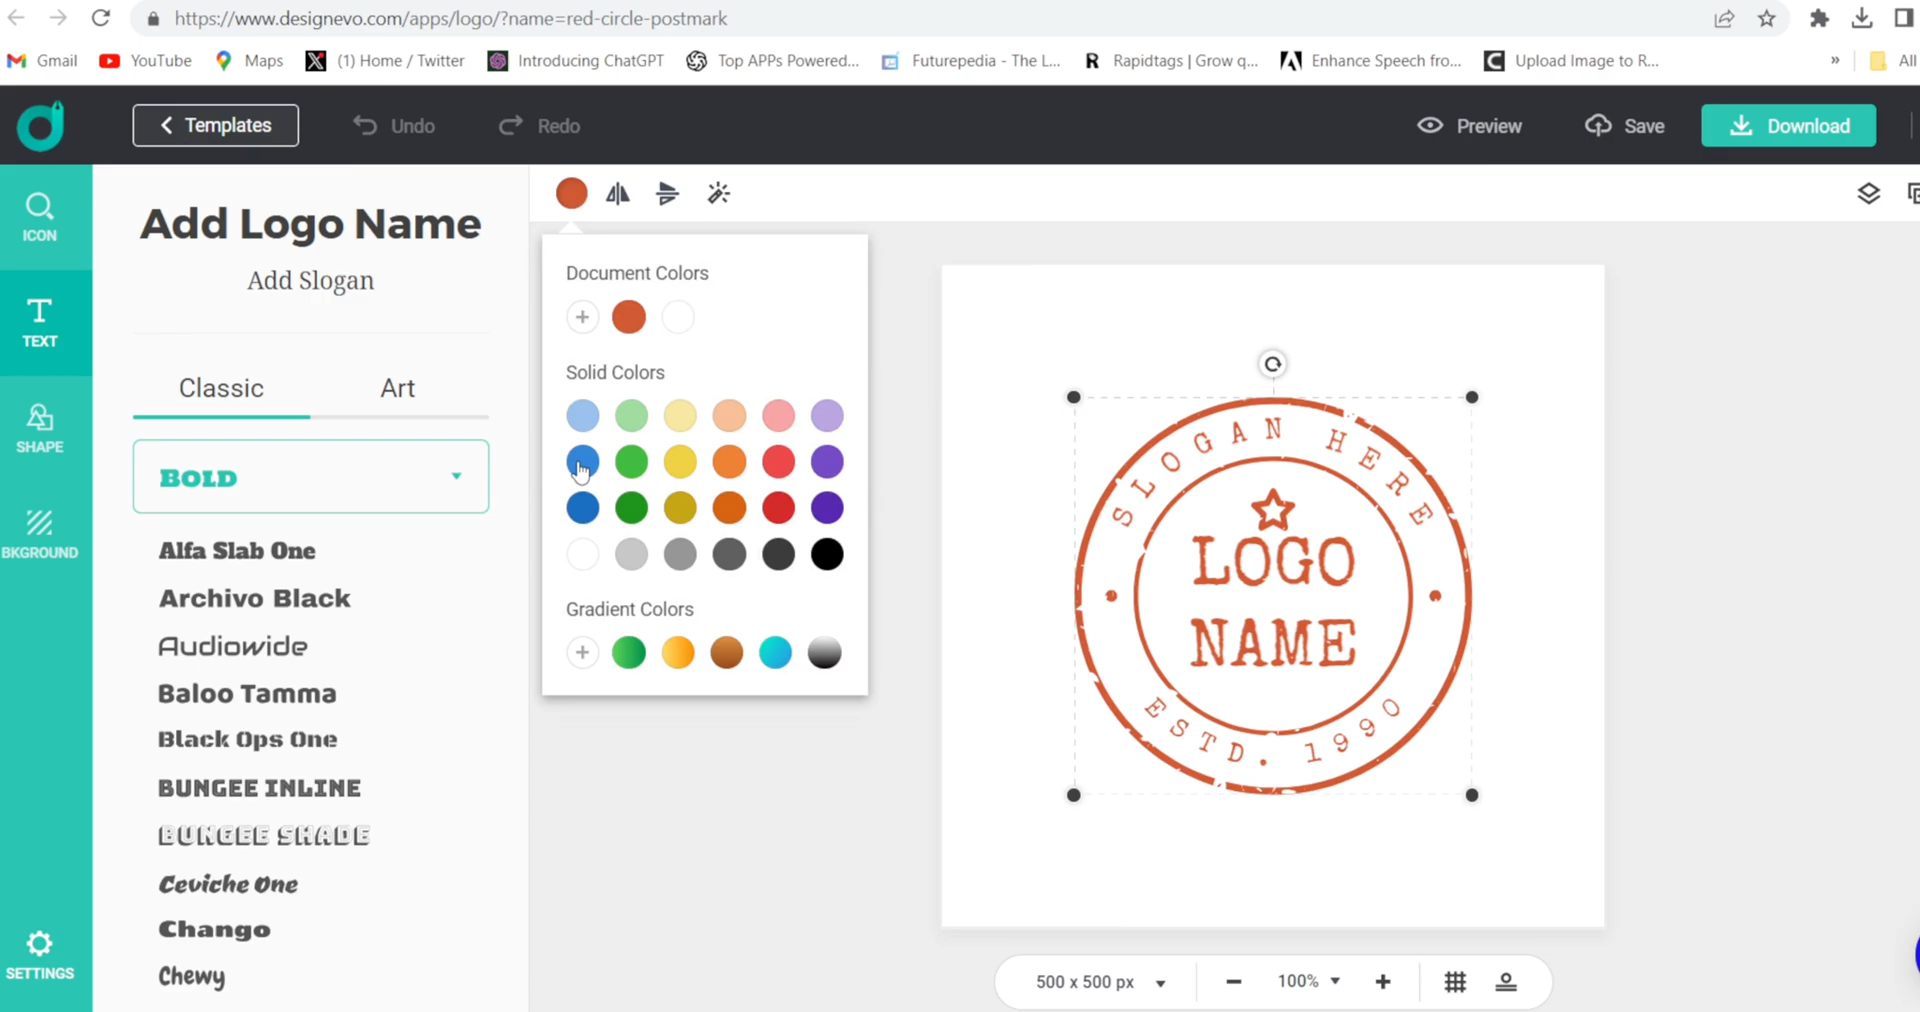 https://www.designevo.com/apps/logo/?name=red-circle-postmark
Gmail
YouTube
Maps
(1) Home / Twitter
Introducing ChatGPT
Top APPs Powered...
Futurepedia - The L...
Rapidtags | Grow q...
Enhance Speech fro...
Upload Image to R...
»
All
Templates
Undo
Redo
Preview
Save
Download
ICON
TEXT
SHAPE
BKGROUND
SETTINGS
Add Logo Name
Add Slogan
Classic
Art
BOLD
Alfa Slab One
Archivo Black
Audiowide
Baloo Tamma
Black Ops One
BUNGEE INLINE
BUNGEE SHADE
Ceviche One
Chango
Chewy
Document Colors
Solid Colors
Gradient Colors
SLOGAN HERE
LOGO
NAME
ESTD. 1990
500 x 500 px
100%